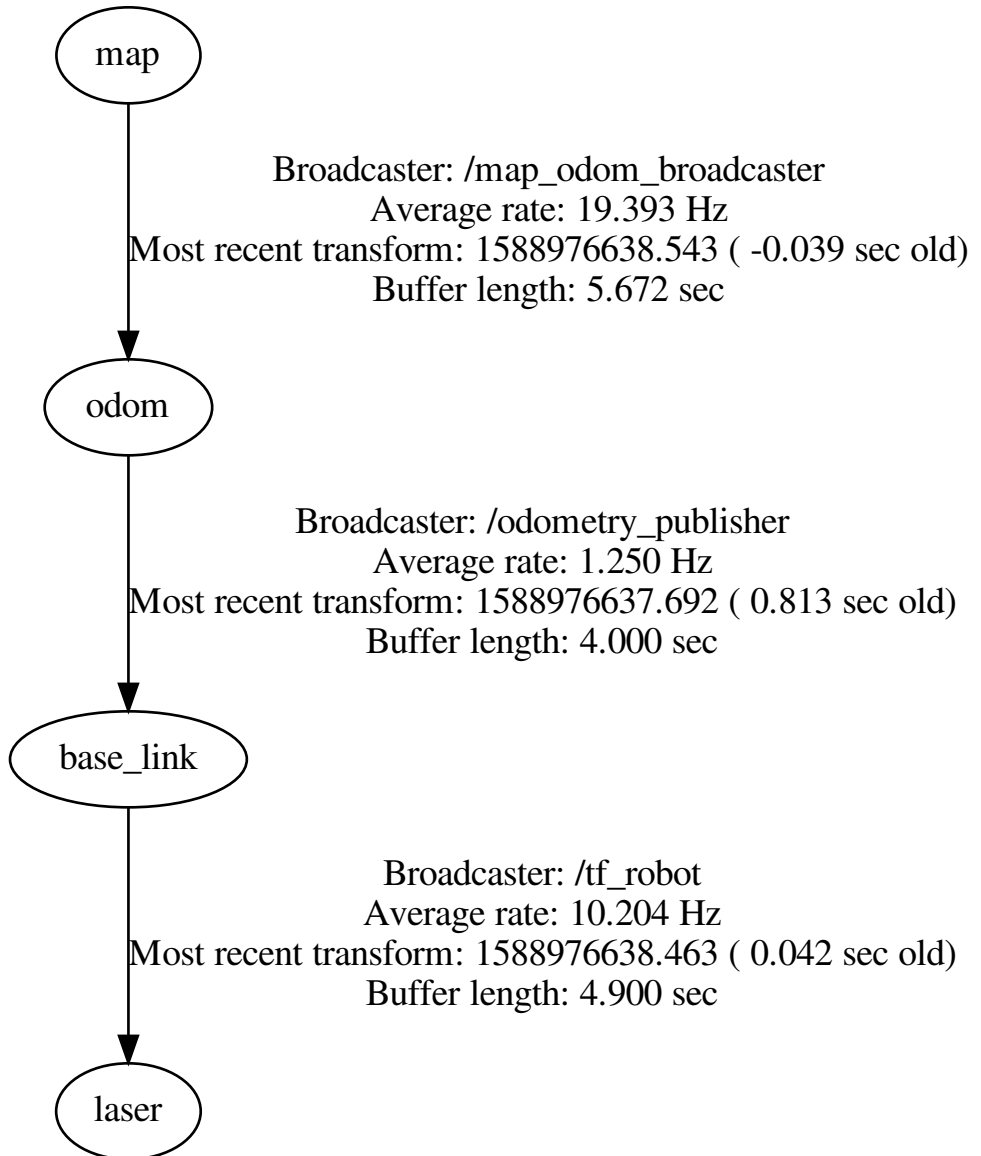 map
Broadcaster: /map_odom_broadcaster
Average rate: 19.393 Hz
Most recent transform: 1588976638.543 ( -0.039 sec old)
Buffer length: 5.672 sec
odom
Broadcaster: /odometry_publisher
Average rate: 1.250 Hz
Most recent transform: 1588976637.692 ( 0.813 sec old)
Buffer length: 4.000 sec
base_link
Broadcaster: /tf_robot
Average rate: 10.204 Hz
Most recent transform: 1588976638.463 ( 0.042 sec old)
Buffer length: 4.900 sec
laser